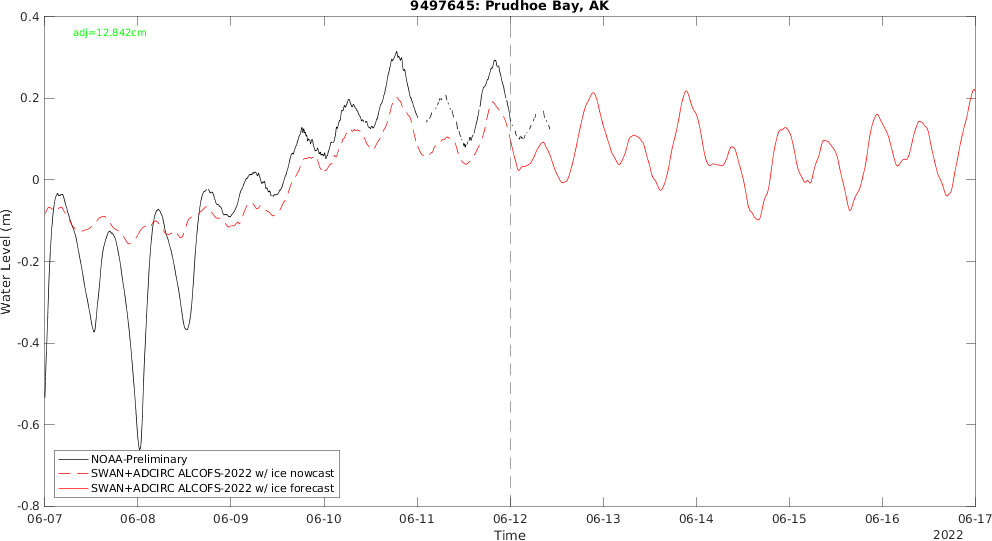 9497645: Prudhoe Bay, AK
adj=12.842cm
0.4
0.2
0
-0.2
-0.4
-0.6
-0.8
Water Level (m)
NOAA-Preliminary
SWAN+ADCIRC ALCOFS-2022 w/ ice nowcast
SWAN+ADCIRC ALCOFS-2022 w/ ice forecast
06-07 06-08 06-09 06-10 06-11 06-12 06-13 06-14 06-15 06-16 06-17
Time
2022